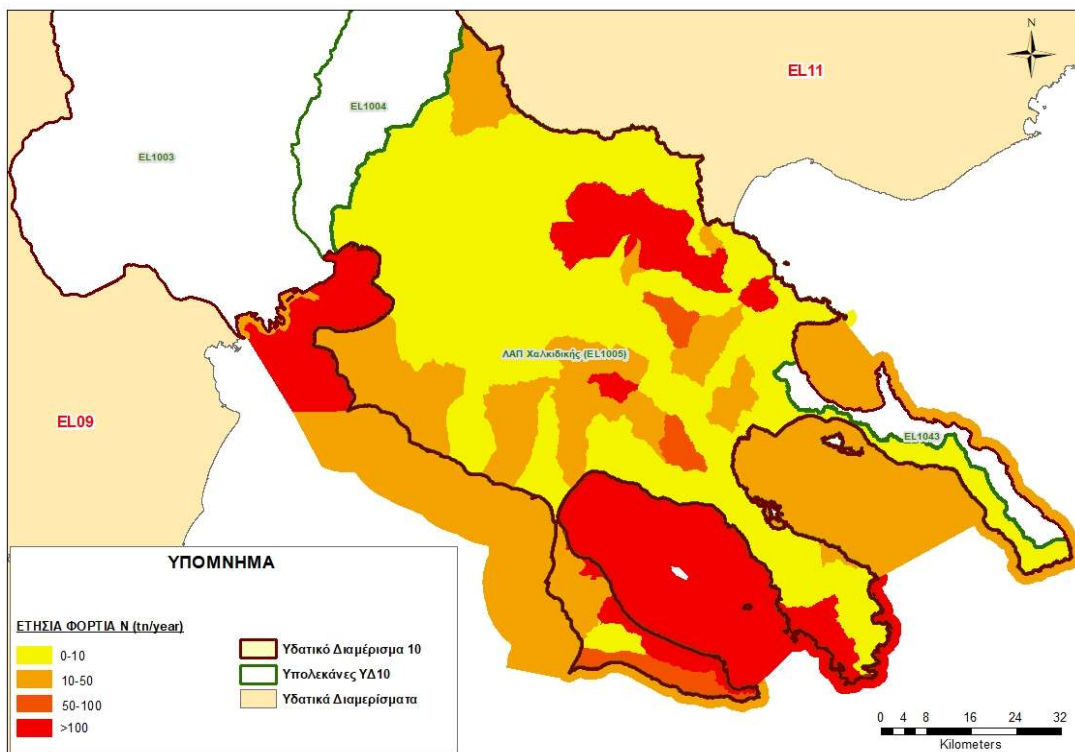 N
EL11
EL1004
EL1003
ΛΑΠ Χαλκιδικής (EL1005)
EL09
EL1043
ΥΠΟΜΝΗΜΑ
ΕΤΗΣΙΑ ΦΟΡΤΙΑ Ν (tn/year)
0-10
10-50
50-100
>100
Υδατικό Διαμέρισμα 10
Υπολεκάνες ΥΔ10
Υδατικά Διαμερίσματα
0 4 8 16 24 32
Kilometers